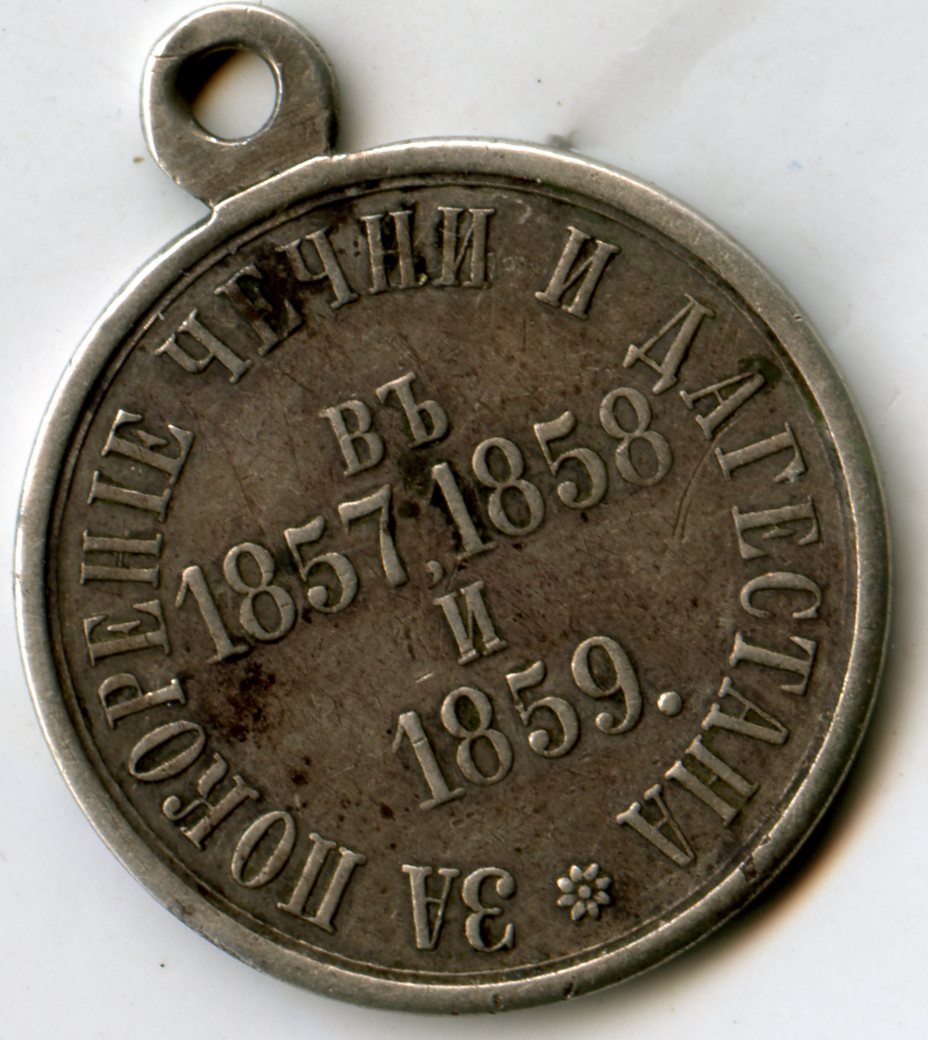 ЗА ПОКОРЕНІЕ ЧЕЧНИ И ДАГЕСТАНА
ВЪ
1857, 1858
И
1859.